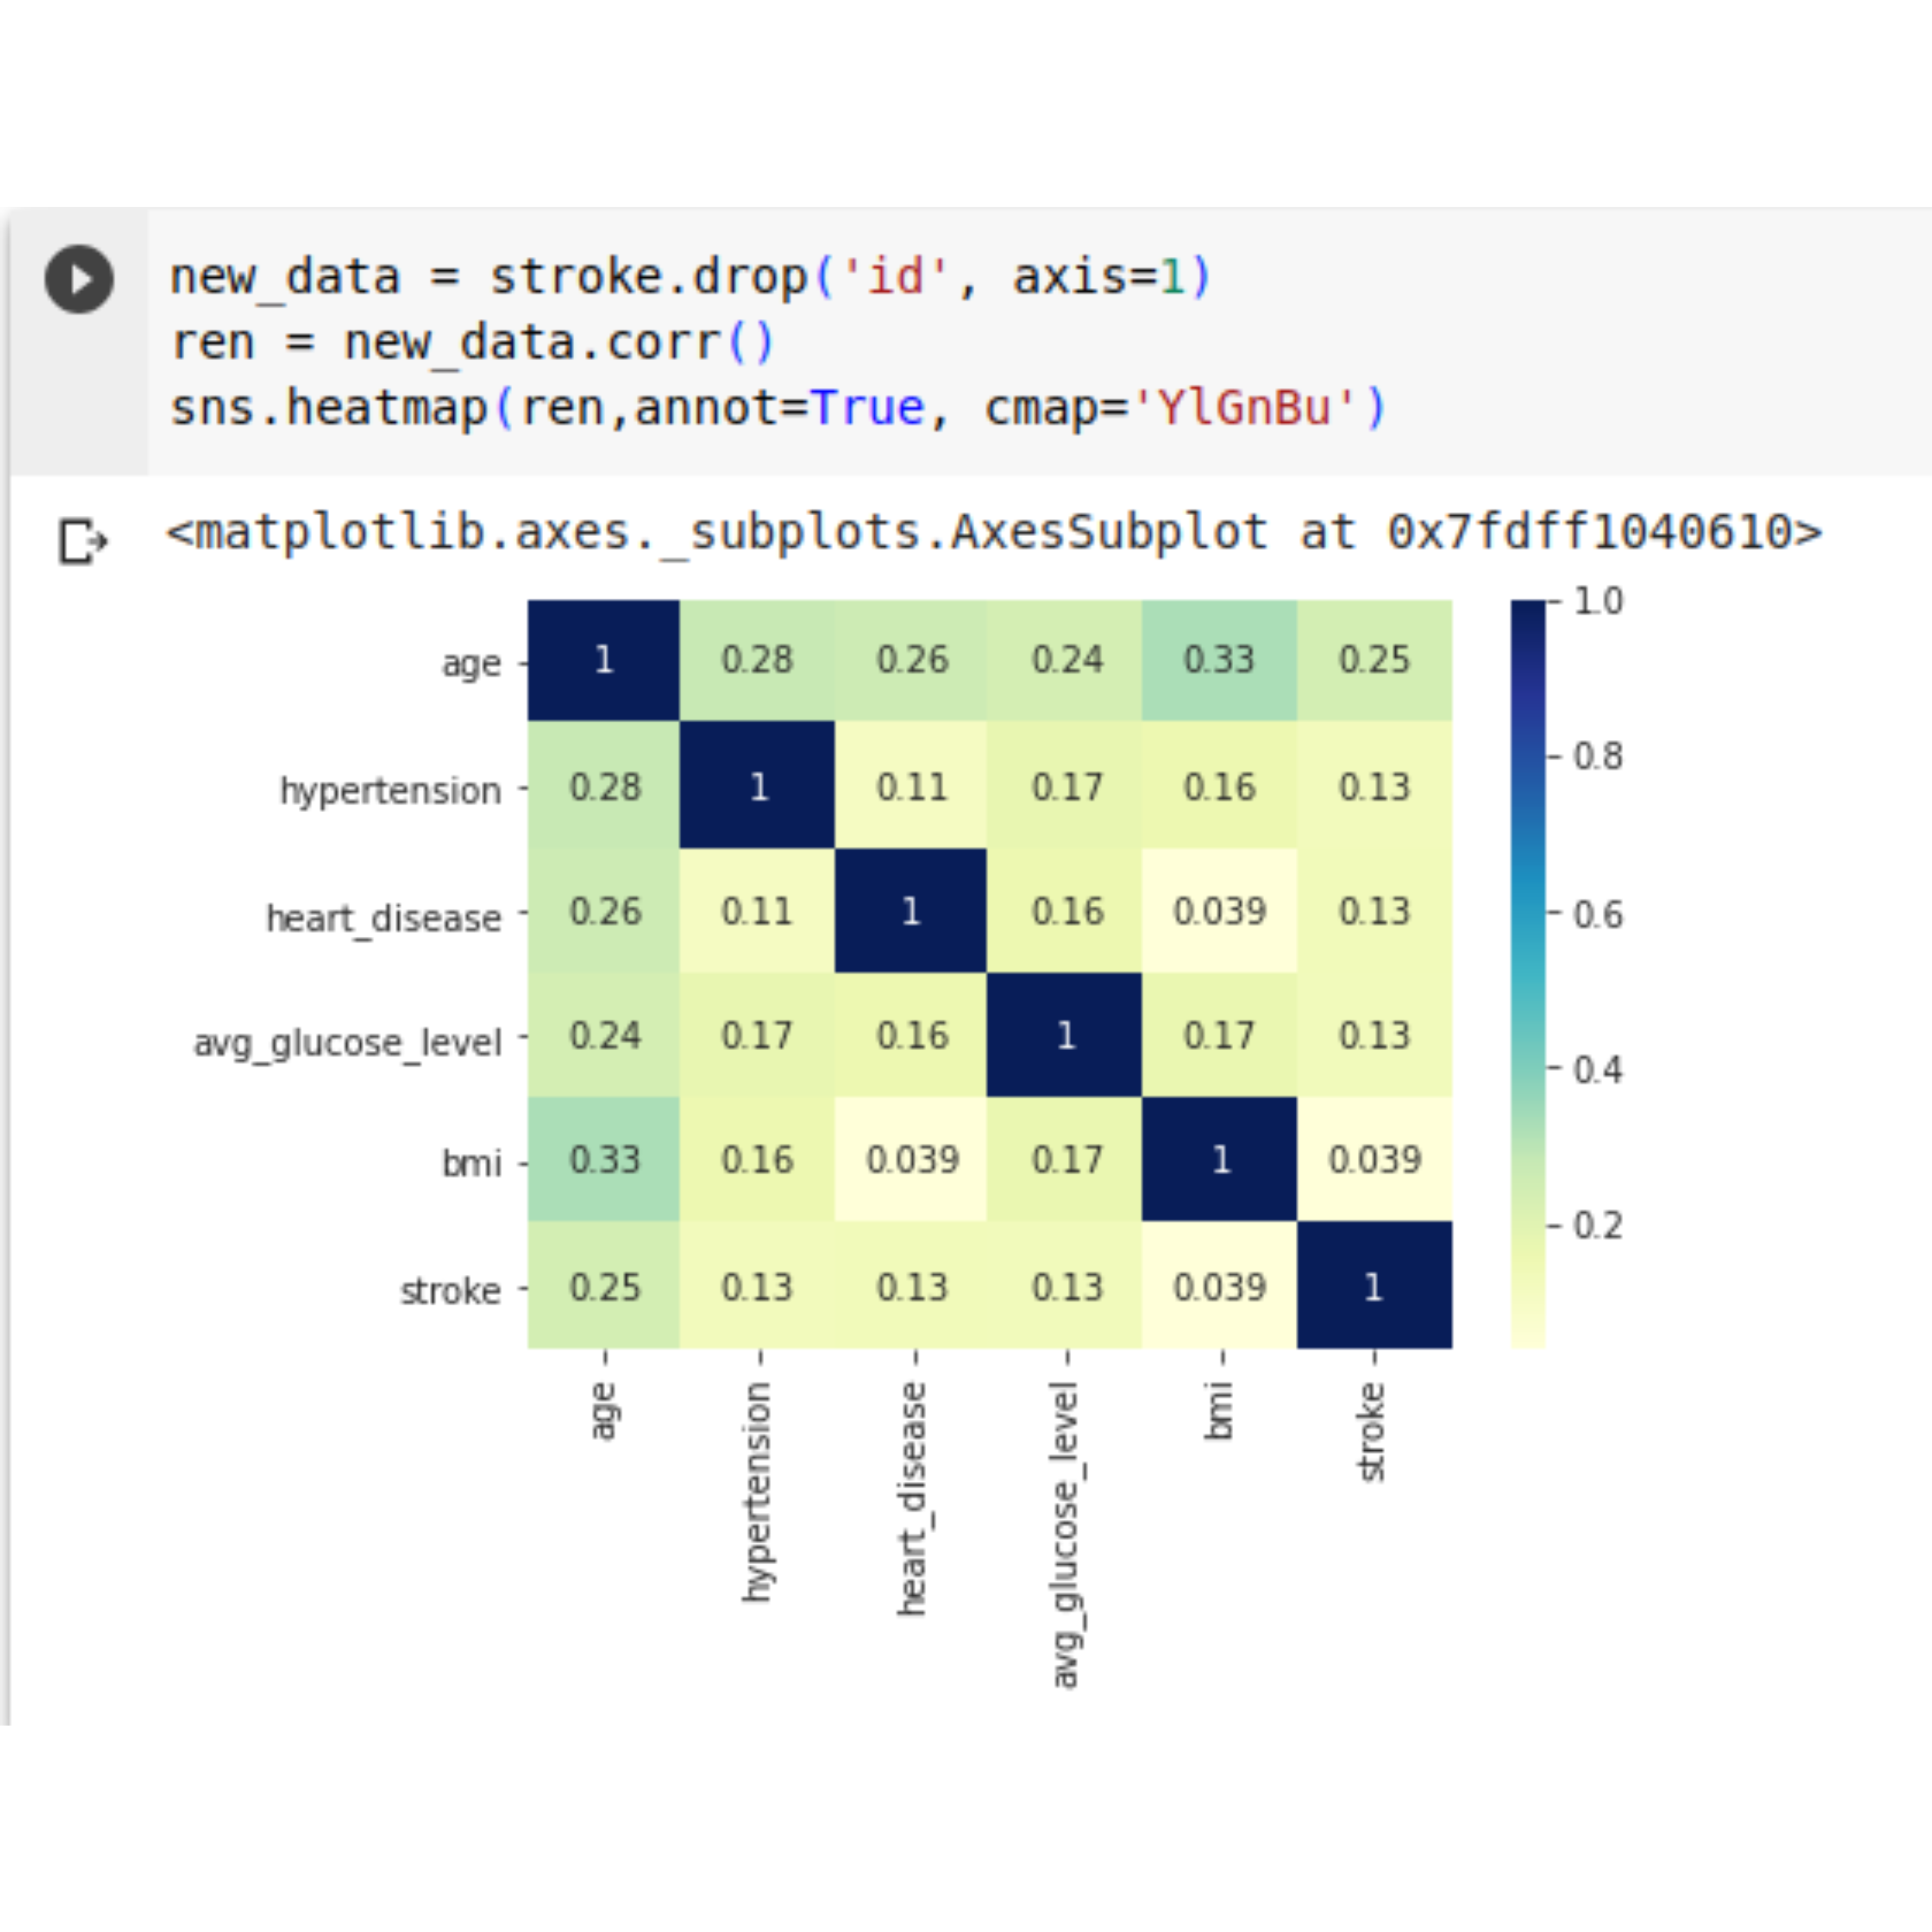 new_data = stroke.drop('id', axis=1)
ren = new_data.corr()
sns.heatmap(ren,annot=True, cmap='YlGnBu')
<matplotlib.axes._subplots.AxesSubplot at 0x7fdff1040610>
1.0
age 1 0.28 0.26 0.24 0.33 0.25
0.8
hypertension 0.28 1 0.11 0.17 0.16 0.13
heart_disease 0.26 0.11 1 0.16 0.039 0.13
0.6
avg_glucose_level 0.24 0.17 0.16 1 0.17 0.13
0.4
bmi 0.33 0.16 0.039 0.17 1 0.039
0.2
stroke 0.25 0.13 0.13 0.13 0.039 1
age
hypertension
heart_disease
avg_glucose_level
bmi
stroke